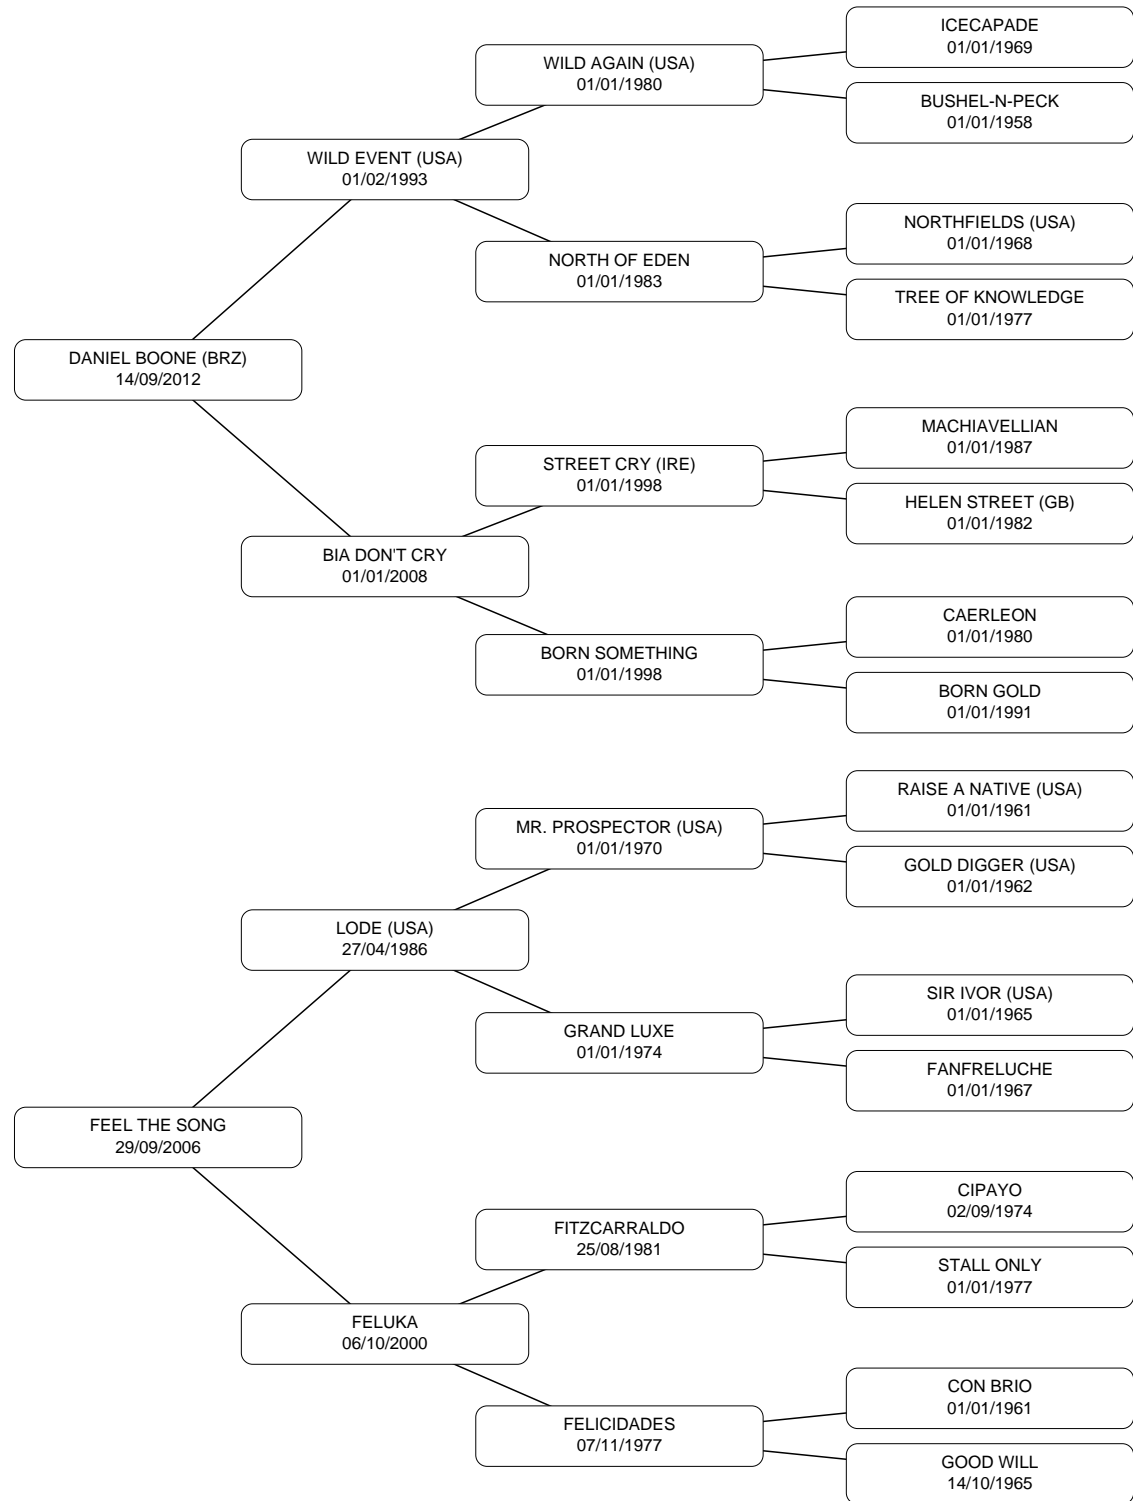 ICECAPADE
01/01/1969
WILD AGAIN (USA)
01/01/1980
BUSHEL-N-PECK
01/01/1958
WILD EVENT (USA)
01/02/1993
NORTHFIELDS (USA)
01/01/1968
NORTH OF EDEN
01/01/1983
TREE OF KNOWLEDGE
01/01/1977
DANIEL BOONE (BRZ)
14/09/2012
MACHIAVELLIAN
01/01/1987
STREET CRY (IRE)
01/01/1998
HELEN STREET (GB)
01/01/1982
BIA DON'T CRY
01/01/2008
CAERLEON
01/01/1980
BORN SOMETHING
01/01/1998
BORN GOLD
01/01/1991
RAISE A NATIVE (USA)
01/01/1961
MR. PROSPECTOR (USA)
01/01/1970
GOLD DIGGER (USA)
01/01/1962
LODE (USA)
27/04/1986
SIR IVOR (USA)
01/01/1965
GRAND LUXE
01/01/1974
FANFRELUCHE
01/01/1967
FEEL THE SONG
29/09/2006
CIPAYO
02/09/1974
FITZCARRALDO
25/08/1981
STALL ONLY
01/01/1977
FELUKA
06/10/2000
CON BRIO
01/01/1961
FELICIDADES
07/11/1977
GOOD WILL
14/10/1965